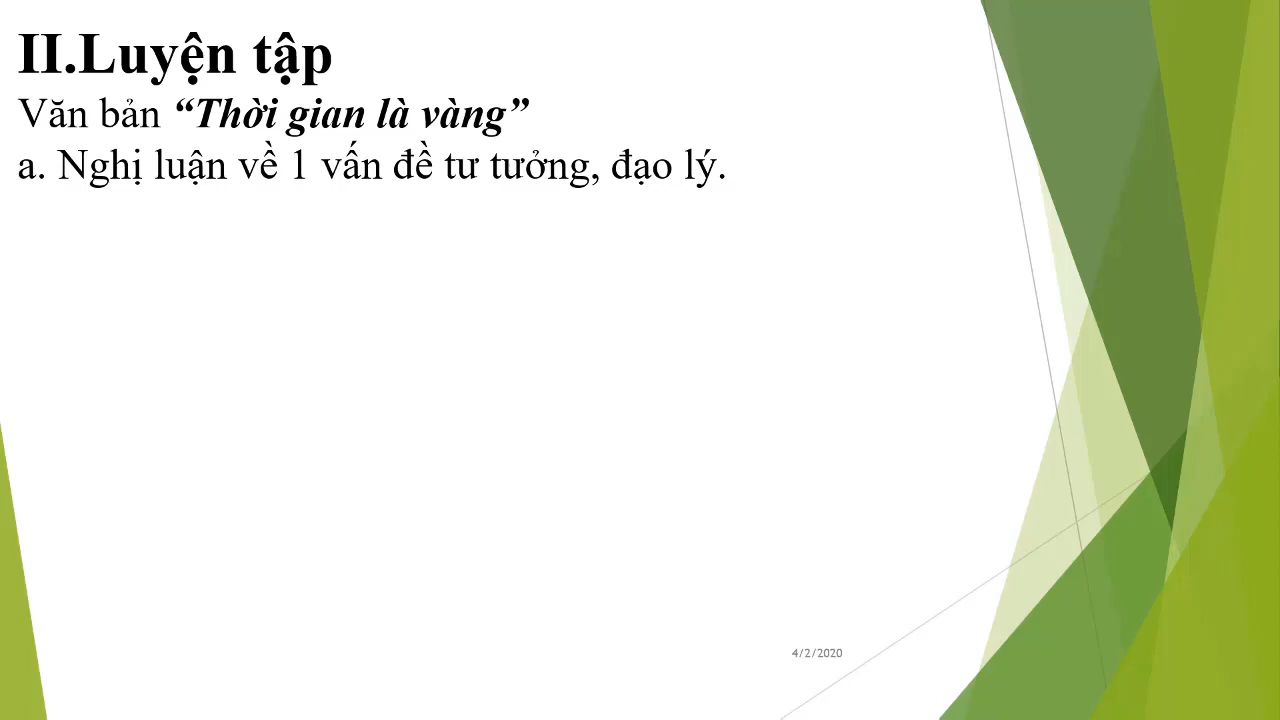 II.Luyện tập
Văn bản “Thời gian là vàng”
a. Nghị luận về 1 vấn đề tư tưởng, đạo lý.
4/2/2020